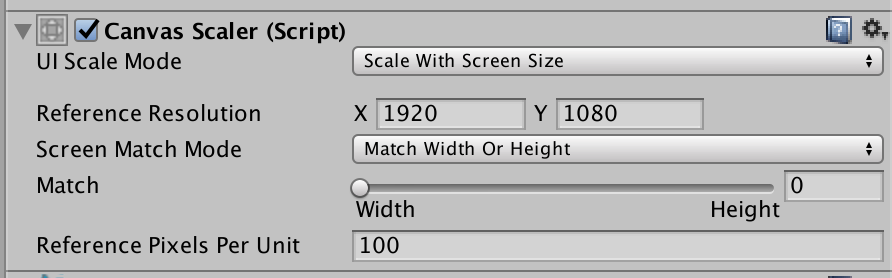 Canvas Scaler (Script)
UI Scale Mode Scale With Screen Size
Reference Resolution X 1920 Y 1080
Screen Match Mode Match Width Or Height
Match 0
Width Height
Reference Pixels Per Unit 100